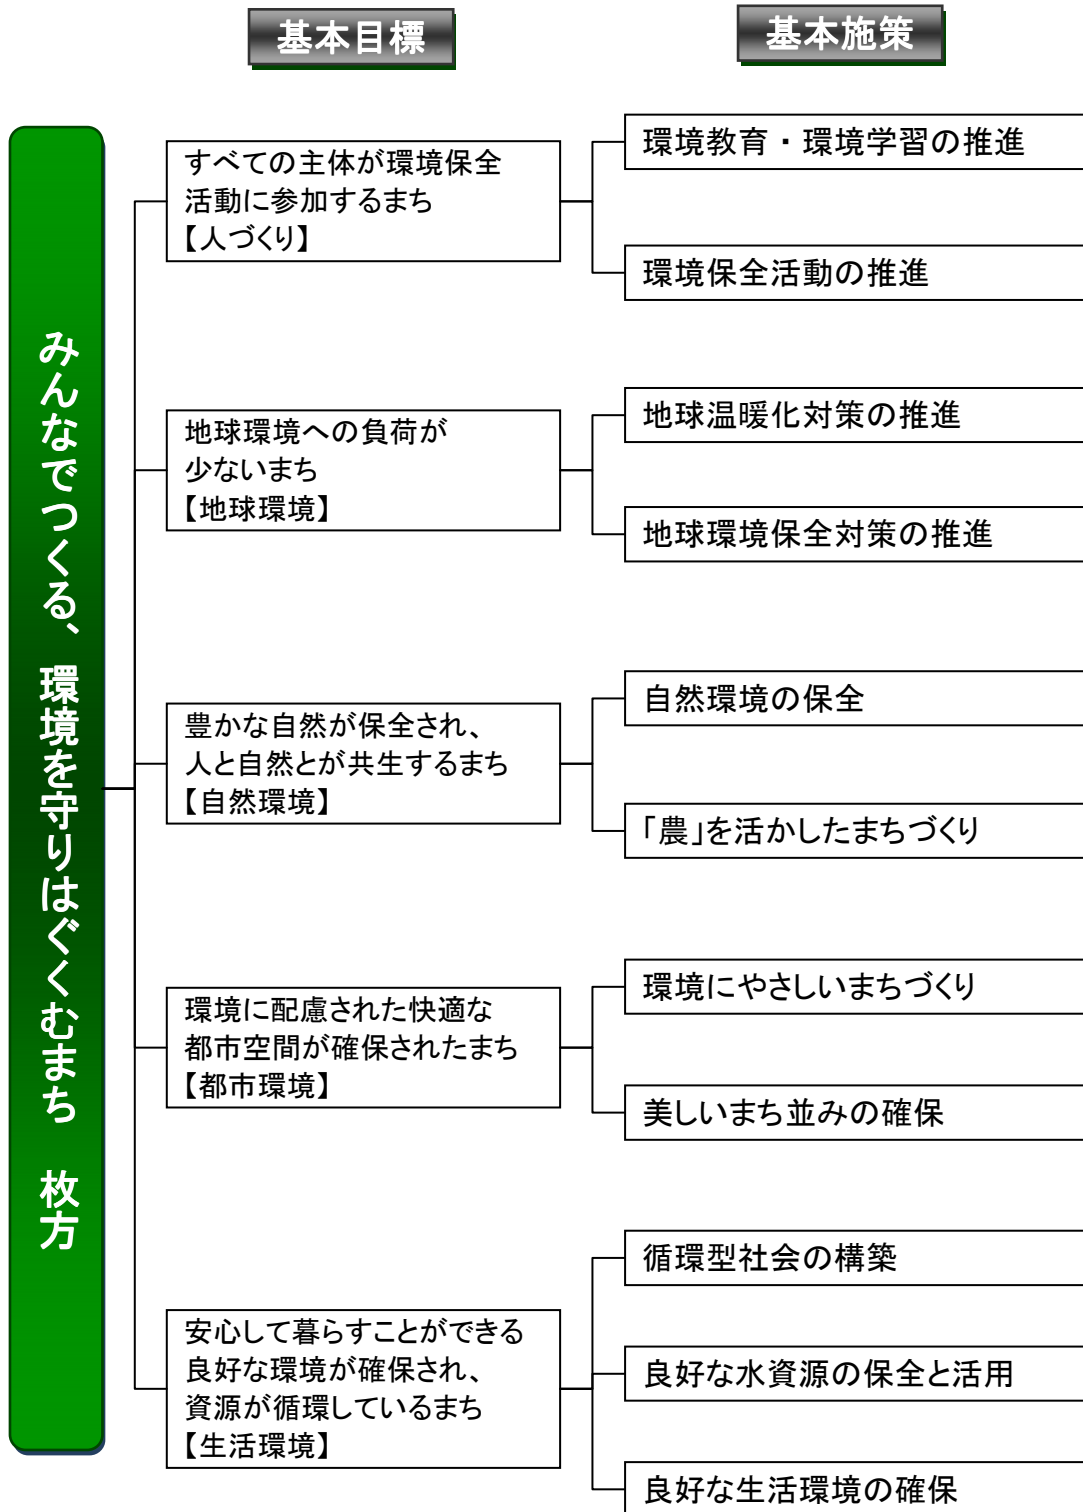 基本目標
基本施策
みんなでつくる、環境を守りはぐくむまち　枚方
すべての主体が環境保全
活動に参加するまち
【人づくり】
環境教育・環境学習の推進
環境保全活動の推進
地球環境への負荷が
少ないまち
【地球環境】
地球温暖化対策の推進
地球環境保全対策の推進
豊かな自然が保全され、
人と自然とが共生するまち
【自然環境】
自然環境の保全
「農」を活かしたまちづくり
環境に配慮された快適な
都市空間が確保されたまち
【都市環境】
環境にやさしいまちづくり
美しいまち並みの確保
安心して暮らすことができる
良好な環境が確保され、
資源が循環しているまち
【生活環境】
循環型社会の構築
良好な水資源の保全と活用
良好な生活環境の確保